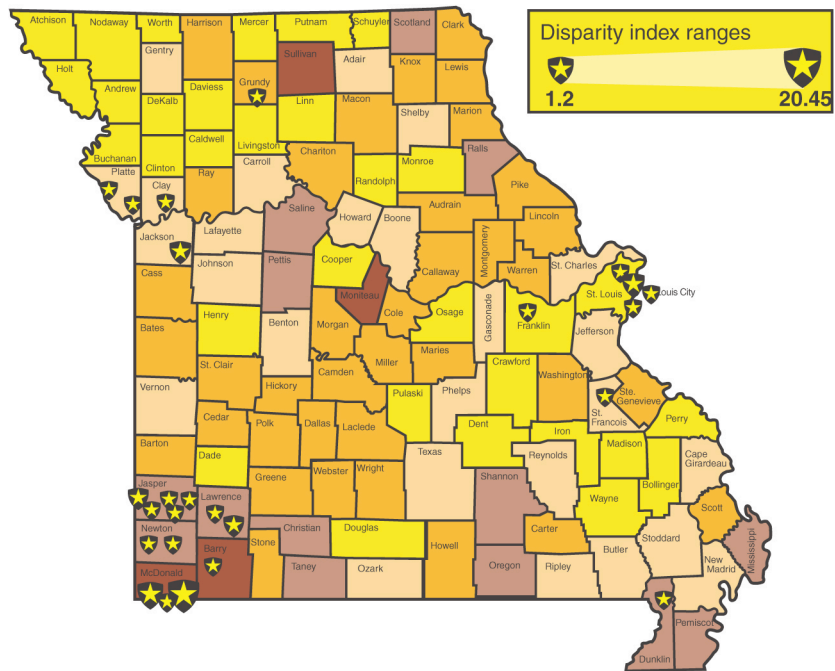 Disparity index ranges
1.2 20.45
Atchison
Nodaway
Worth
Harrison
Mercer
Putnam
Schuyler
Scotland
Clark
Gentry
Sullivan
Adair
Knox
Lewis
Holt
Andrew
DeKalb
Daviess
Grundy
Linn
Macon
Shelby
Marion
Buchanan
Clinton
Caldwell
Livingston
Chariton
Randolph
Monroe
Ralls
Platte
Clay
Ray
Carroll
Pike
Saline
Howard
Boone
Audrain
Lincoln
Jackson
Lafayette
Montgomery
Warren
St. Charles
Cass
Johnson
Pettis
Cooper
Moniteau
Callaway
Cole
Osage
Gasconade
Franklin
St. Louis
Louis City
Bates
Henry
Benton
Morgan
Miller
Maries
Jefferson
St. Clair
Hickory
Camden
Phelps
Crawford
Washington
Ste.
Genevieve
Vernon
Pulaski
St.
Francois
Perry
Cedar
Polk
Dallas
Laclede
Dent
Iron
Madison
Barton
Dade
Texas
Reynolds
Bollinger
Cape
Girardeau
Jasper
Lawrence
Greene
Webster
Wright
Shannon
Wayne
Scott
Newton
Christian
Douglas
Howell
Carter
Butler
Stoddard
Mississippi
McDonald
Barry
Stone
Taney
Ozark
Oregon
Ripley
New
Madrid
Dunklin
Pemiscot